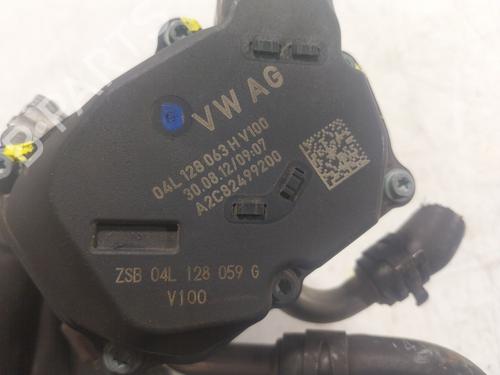 VW AG
04L 128 063 H V100
30.08.12/09:07
A2C82499200
ZSB 04L 128 059 G
V100